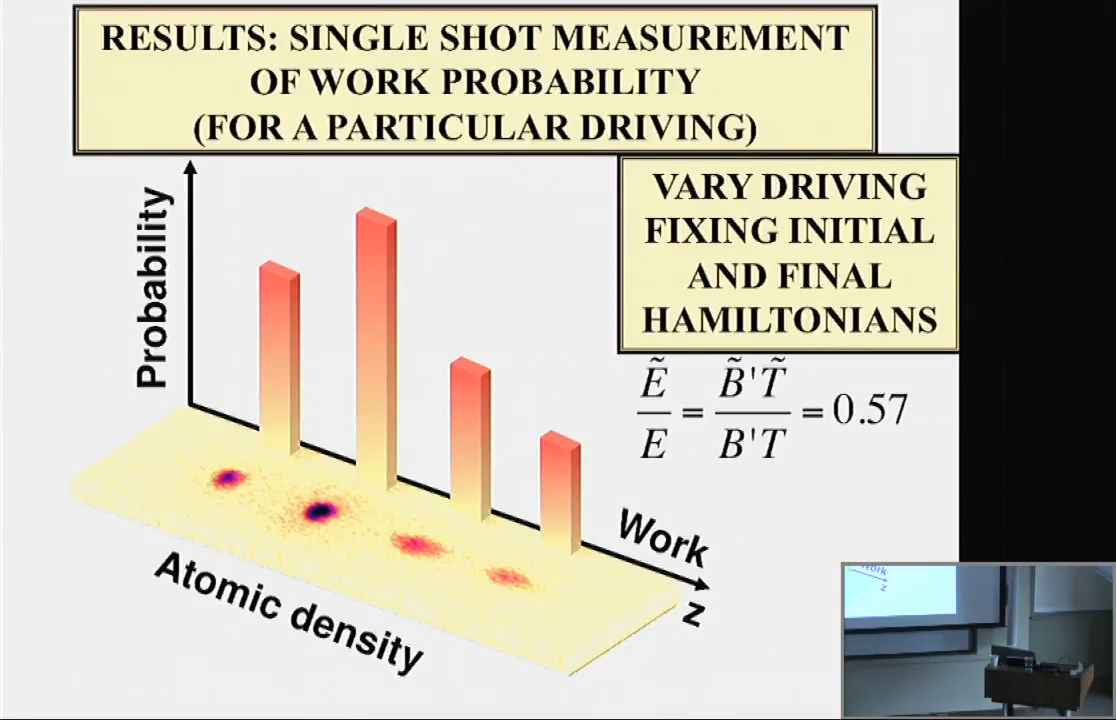 RESULTS: SINGLE SHOT MEASUREMENT
OF WORK PROBABILITY
(FOR A PARTICULAR DRIVING)
VARY DRIVING
FIXING INITIAL
AND FINAL
HAMILTONIANS
Ẽ/E = B̃'T̃/B'T = 0.57
Probability
Work
z
Atomic density
Work
z